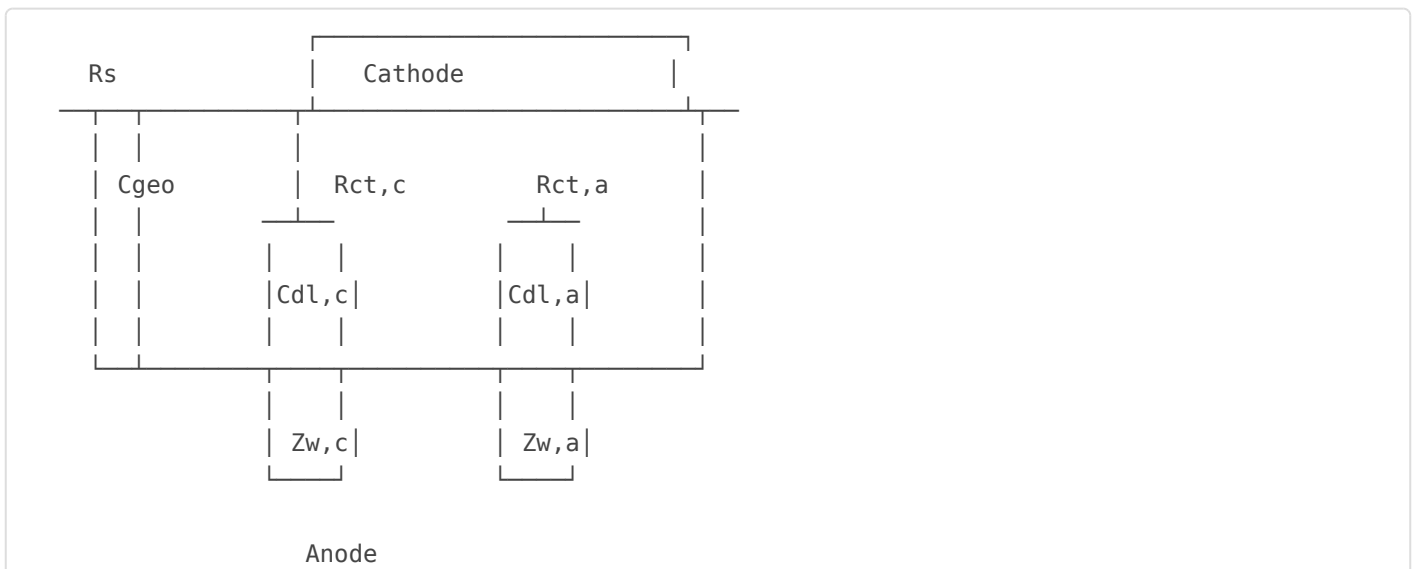 Rs Cathode
Cgeo Rct,c Rct,a
Cdl,c Cdl,a
Zw,c Zw,a
Anode